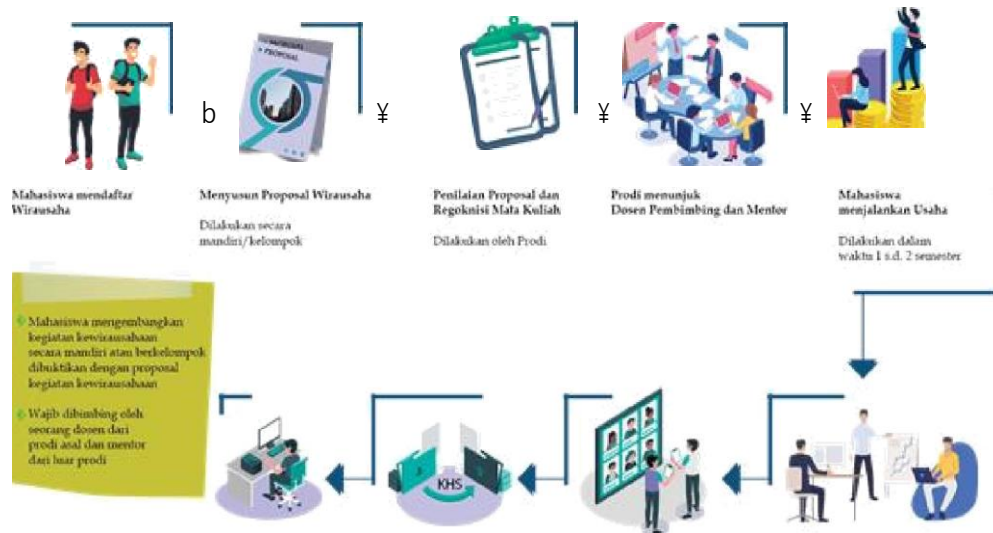 PROPOSAL
PROPOSAL
b
¥
¥
¥
Mahasiswa mendaftar
Wirausaha
Menyusun Proposal Wirausaha
Dilakukan secara
mandiri/kelompok
Penilaian Proposal dan
Regoknisi Mata Kuliah
Dilakukan oleh Prodi
Prodi menunjuk
Dosen Pembimbing dan Mentor
Mahasiswa
menjalankan Usaha
Dilakukan dalam
waktu 1 s.d. 2 semester
Mahasiswa mengembangkan
kegiatan kewirausahaan
secara mandiri atau berkelompok
dibuktikan dengan proposal
kegiatan kewirausahaan
Wajib dibimbing oleh
seorang dosen dari
prodi asal dan mentor
dari luar prodi
KHS